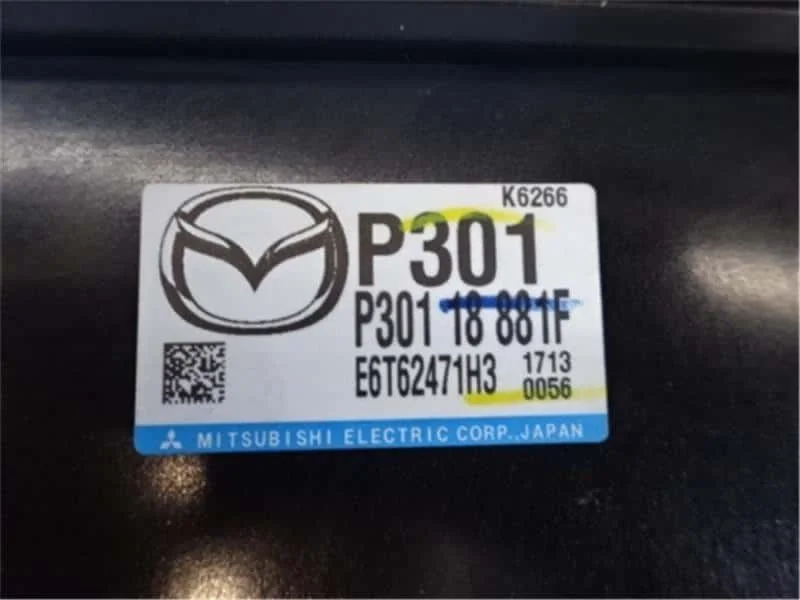 K6266
P301
P301 18 881F
E6T62471H3 1713
0056
MITSUBISHI ELECTRIC CORP.,JAPAN